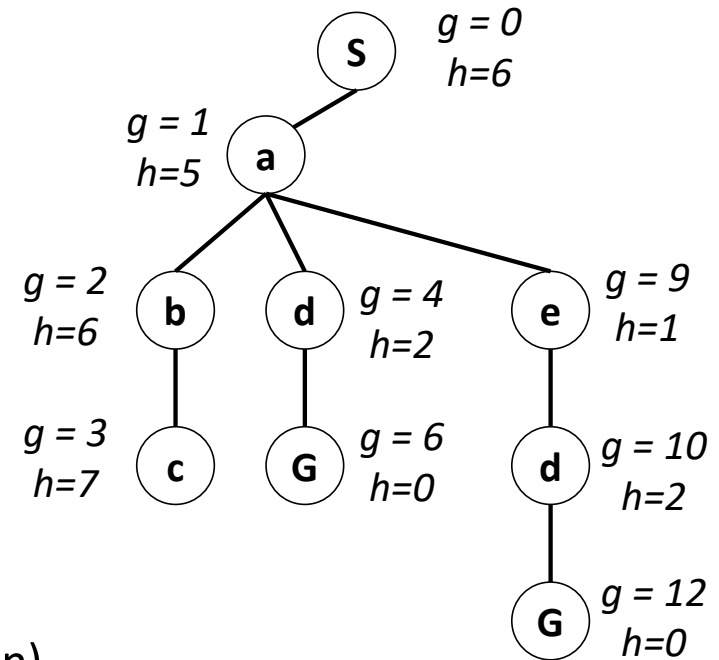 S
g = 0
h=6
g = 1
h=5
a
g = 2
h=6
b
d
g = 4
h=2
e
g = 9
h=1
g = 3
h=7
c
G
g = 6
h=0
d
g = 10
h=2
G
g = 12
h=0